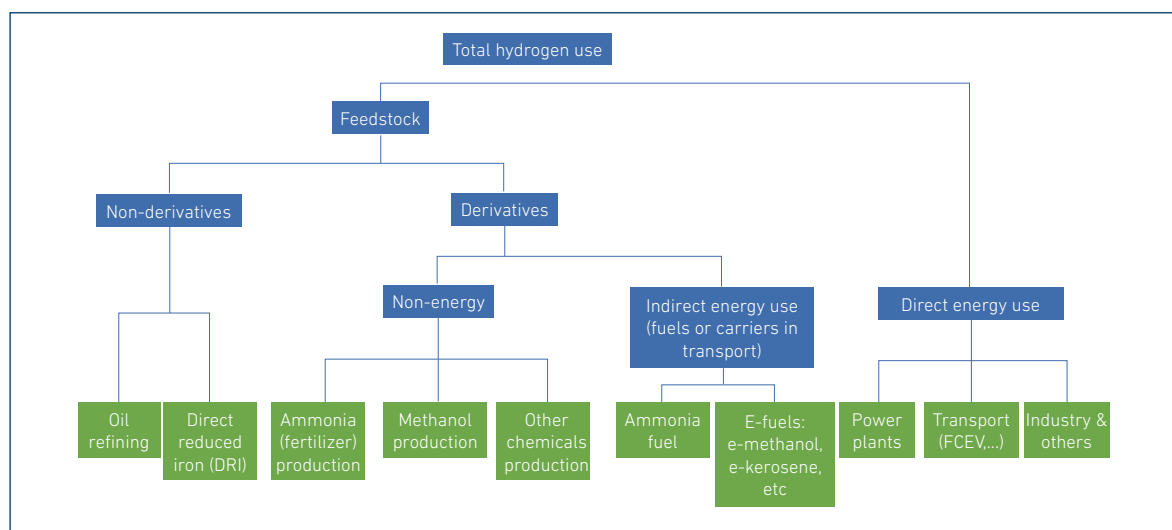 Total hydrogen use
Feedstock
Non-derivatives
Derivatives
Non-energy
Indirect energy use
(fuels or carriers in
transport)
Direct energy use
Oil
refining
Direct
reduced
iron (DRI)
Ammonia
(fertilizer)
production
Methanol
production
Other
chemicals
production
Ammonia
fuel
E-fuels:
e-methanol,
e-kerosene,
etc
Power
plants
Transport
(FCEV,...)
Industry &
others